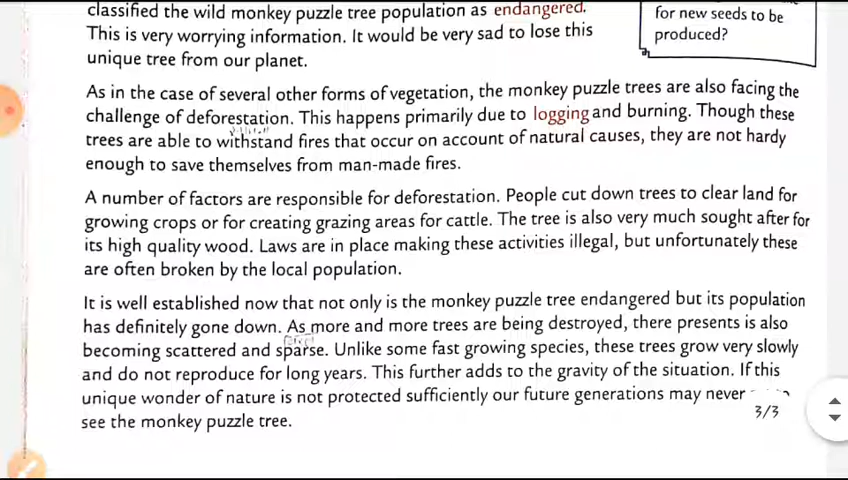 classified the wild monkey puzzle tree population as endangered.
This is very worrying information. It would be very sad to lose this
unique tree from our planet.
for new seeds to be
produced?
As in the case of several other forms of vegetation, the monkey puzzle trees are also facing the
challenge of deforestation. This happens primarily due to logging and burning. Though these
trees are able to withstand fires that occur on account of natural causes, they are not hardy
enough to save themselves from man-made fires.
A number of factors are responsible for deforestation. People cut down trees to clear land for
growing crops or for creating grazing areas for cattle. The tree is also very much sought after for
its high quality wood. Laws are in place making these activities illegal, but unfortunately these
are often broken by the local population.
It is well established now that not only is the monkey puzzle tree endangered but its population
has definitely gone down. As more and more trees are being destroyed, there presents is also
becoming scattered and sparse. Unlike some fast growing species, these trees grow very slowly
and do not reproduce for long years. This further adds to the gravity of the situation. If this
unique wonder of nature is not protected sufficiently our future generations may never
see the monkey puzzle tree.
3/3